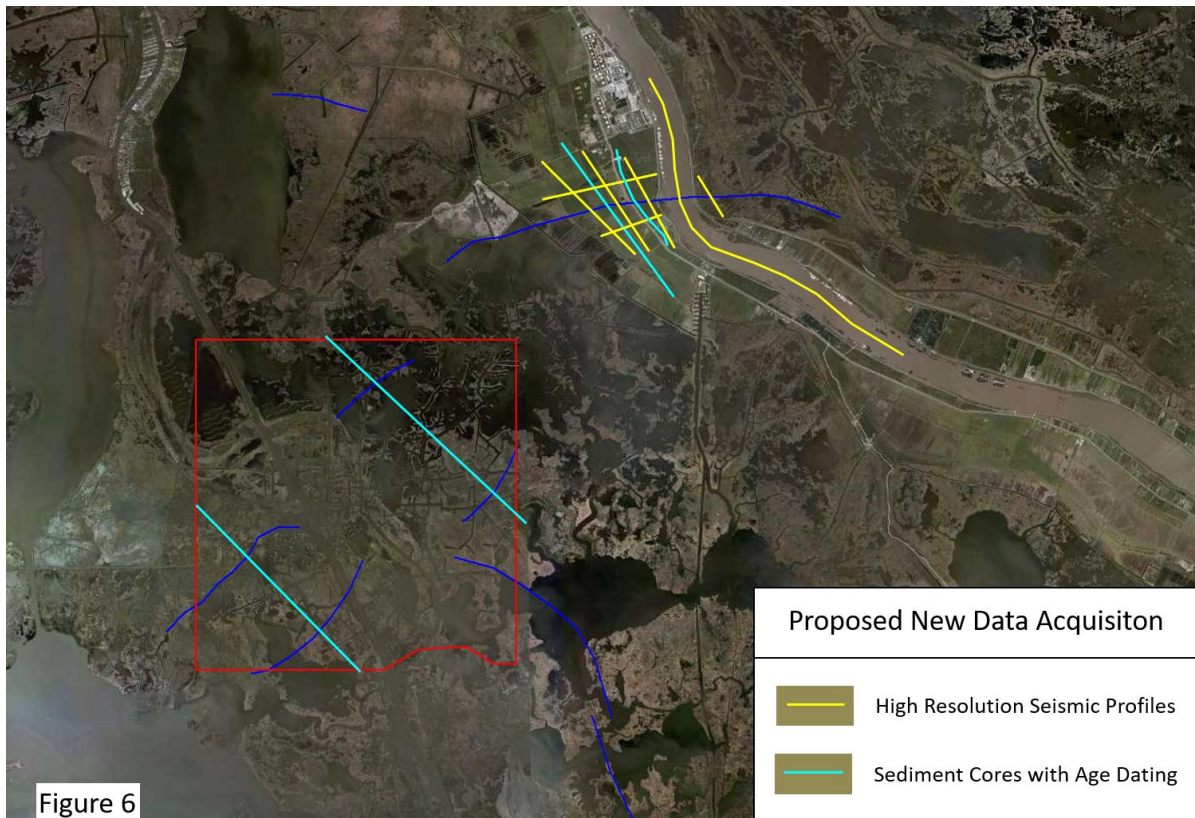 Proposed New Data Acquisiton
High Resolution Seismic Profiles
Sediment Cores with Age Dating
Figure 6